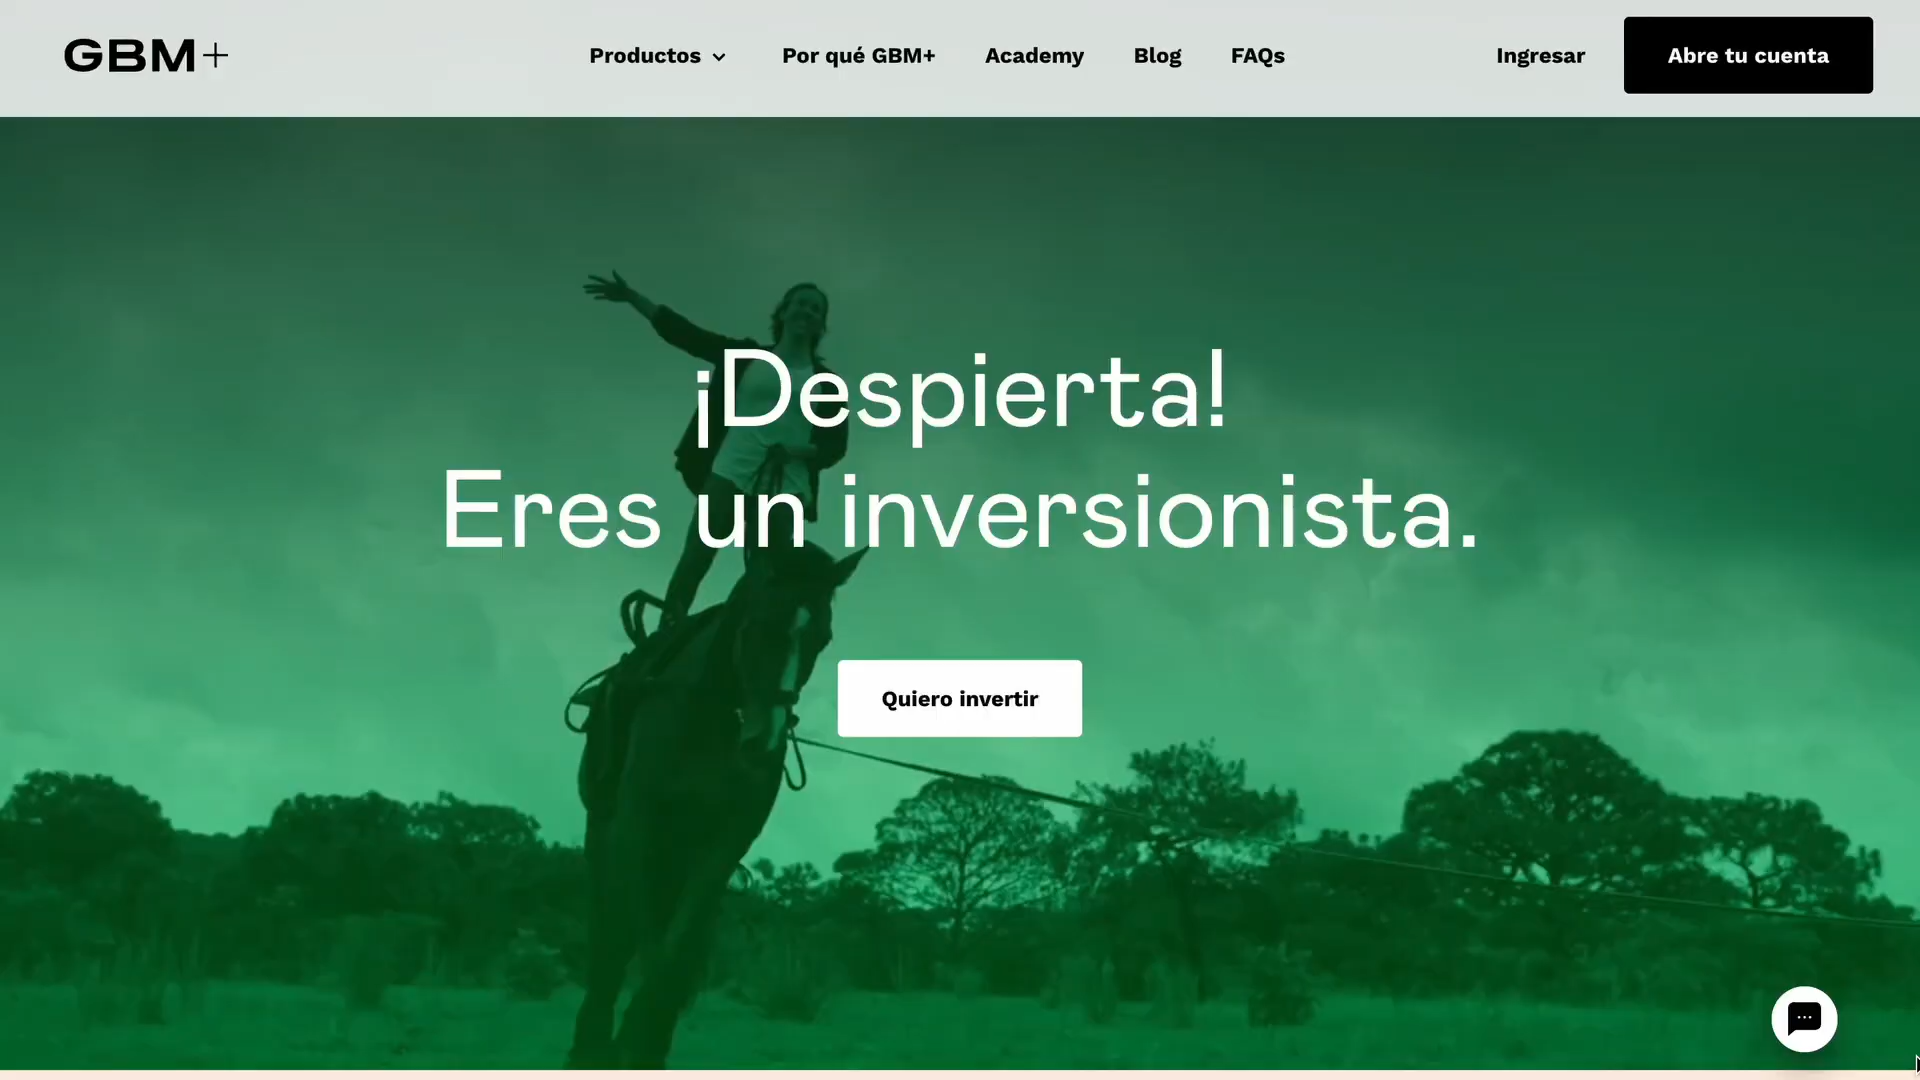 GBM+
Productos
Por qué GBM+
Academy
Blog
FAQs
Ingresar
Abre tu cuenta
¡Despierta!
Eres un inversionista.
Quiero invertir